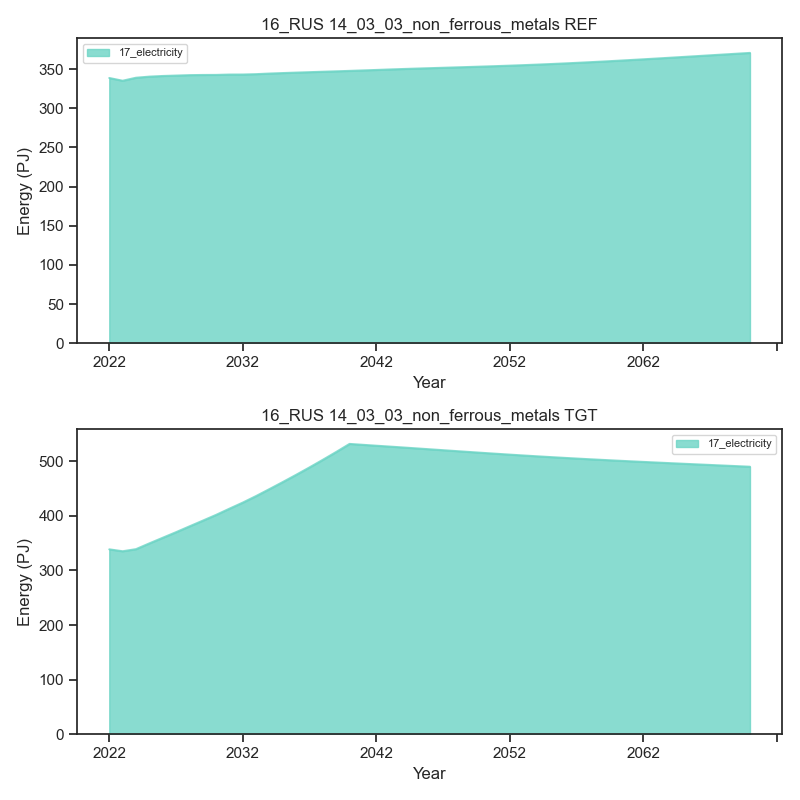 16_RUS 14_03_03_non_ferrous_metals REF
17_electricity
Energy (PJ)
350
300
250
200
150
100
50
0
2022 2032 2042 2052 2062
Year
16_RUS 14_03_03_non_ferrous_metals TGT
17_electricity
Energy (PJ)
500
400
300
200
100
0
2022 2032 2042 2052 2062
Year